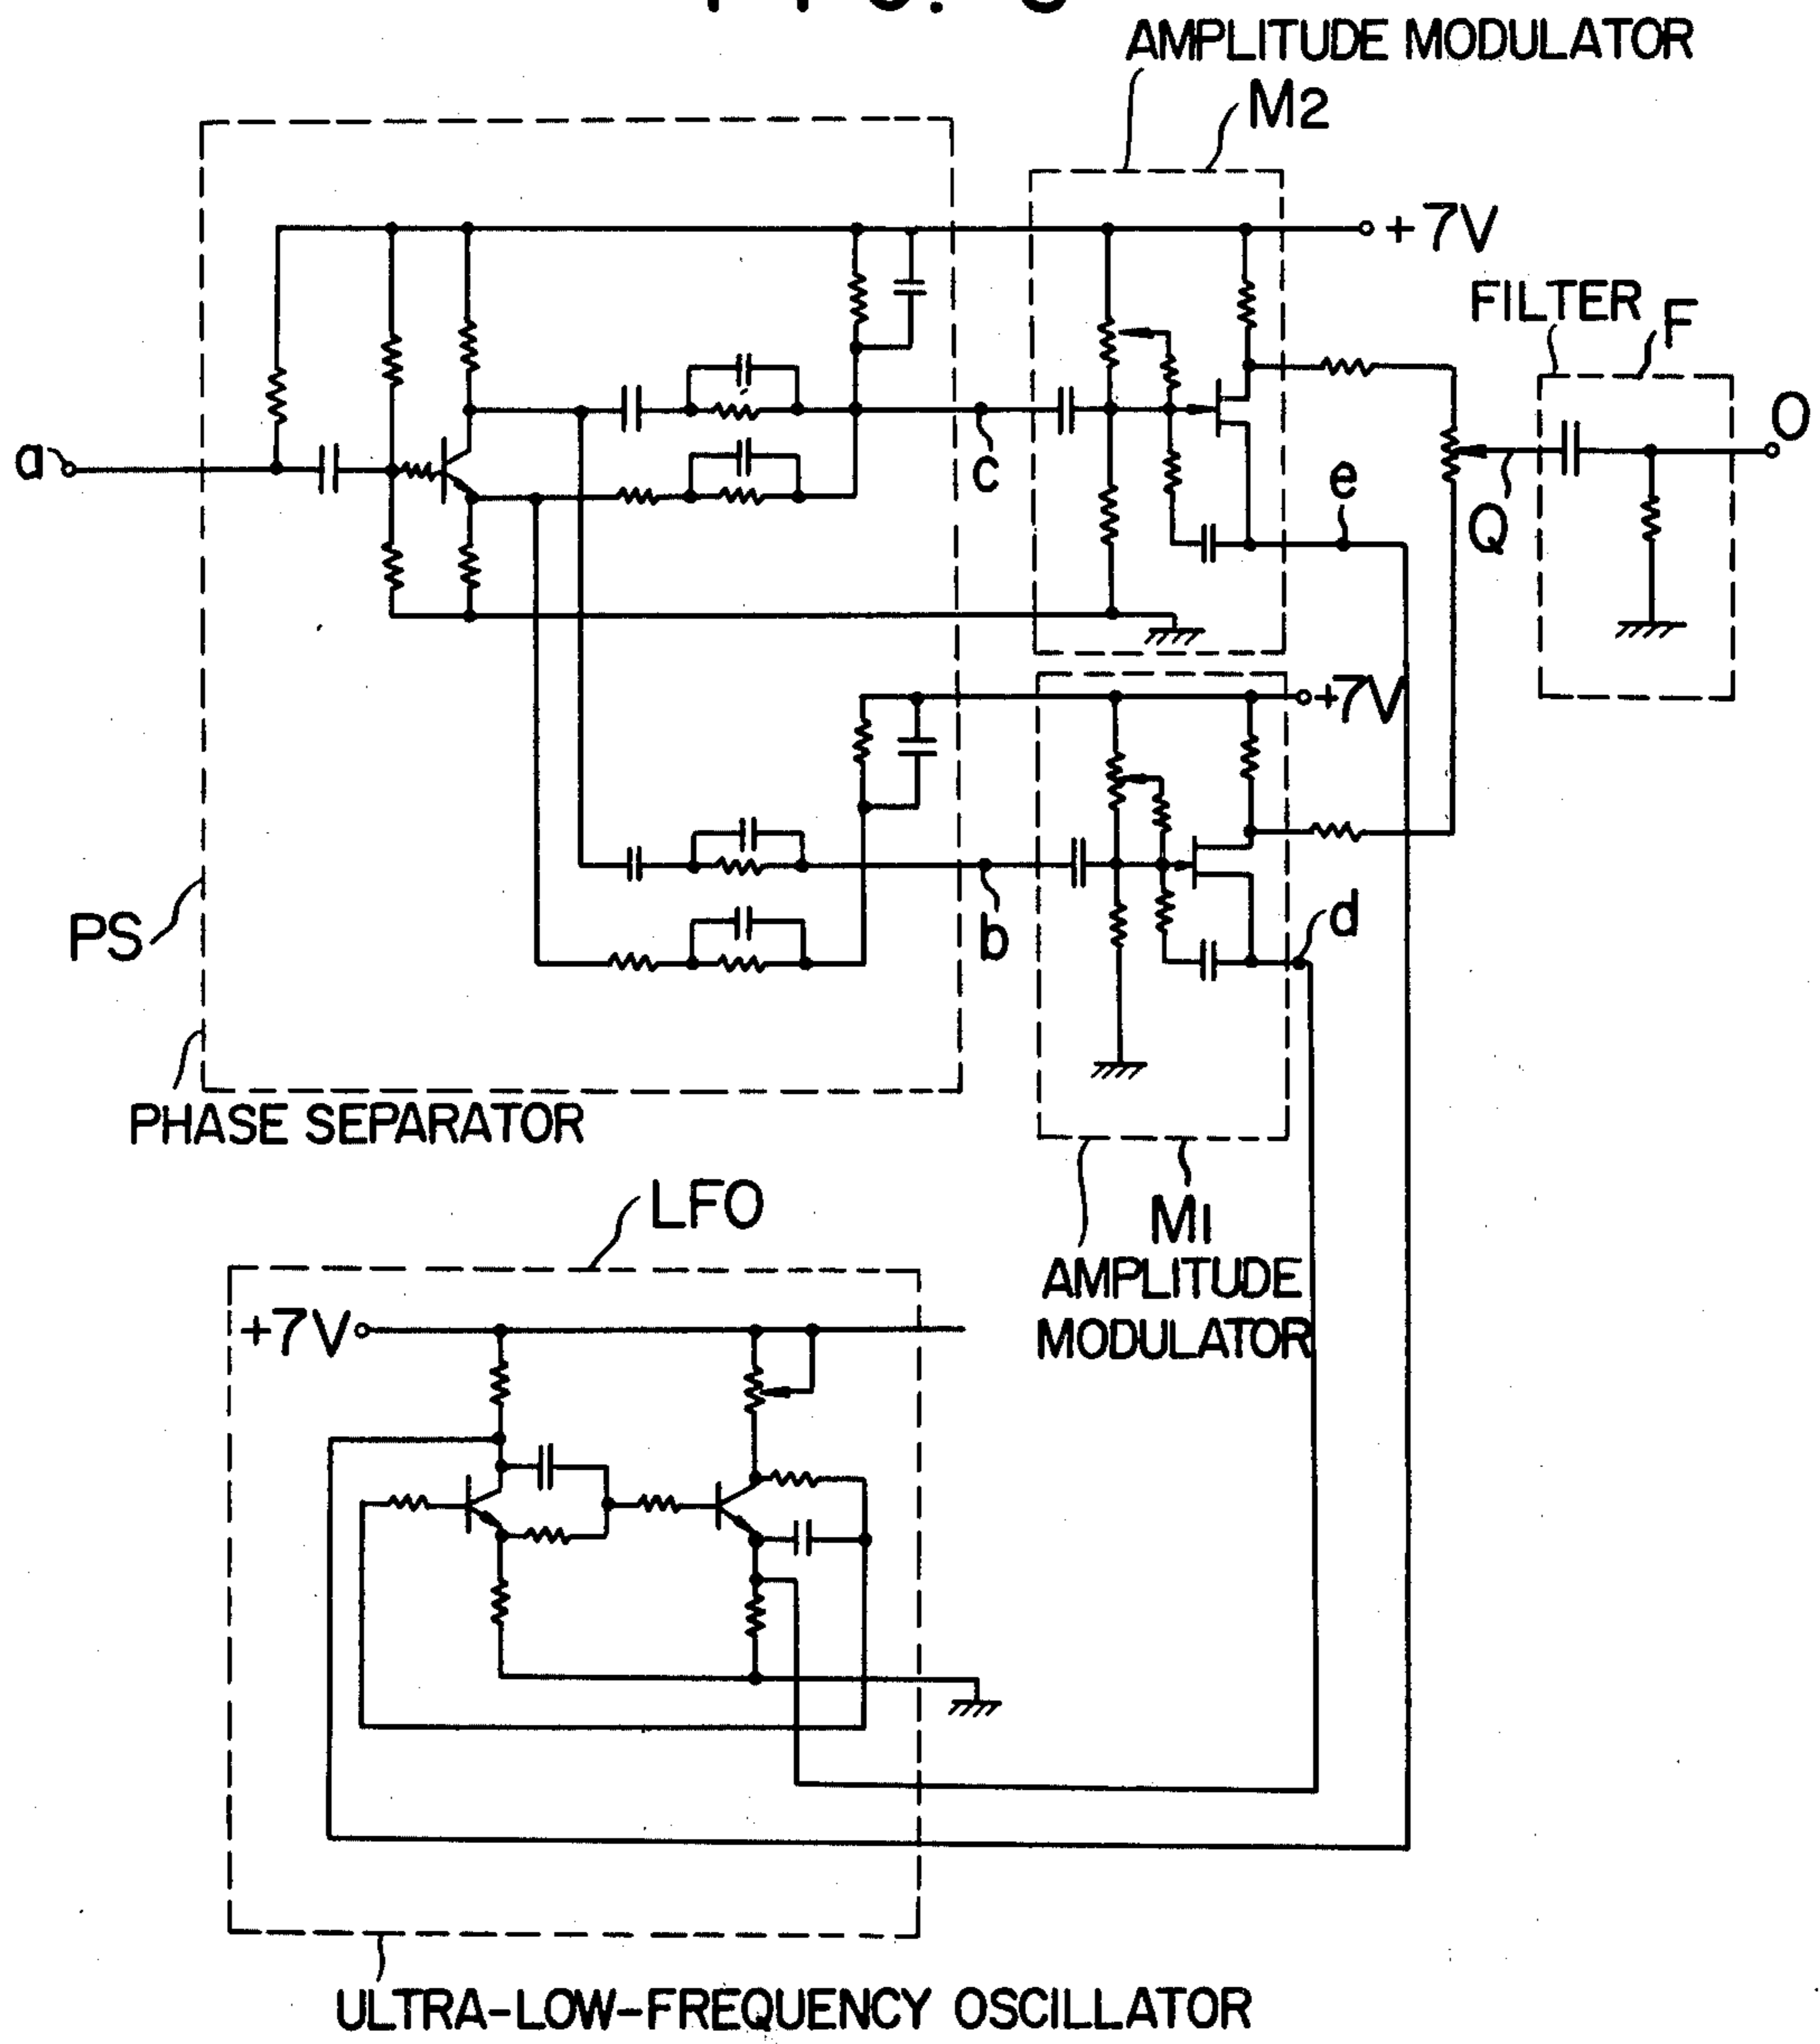 AMPLITUDE MODULATOR
M2
+7V
FILTER F
a
c
e
Q
O
+7V
PS
b
d
PHASE SEPARATOR
LFO
M1
AMPLITUDE
MODULATOR
+7V
ULTRA-LOW-FREQUENCY OSCILLATOR